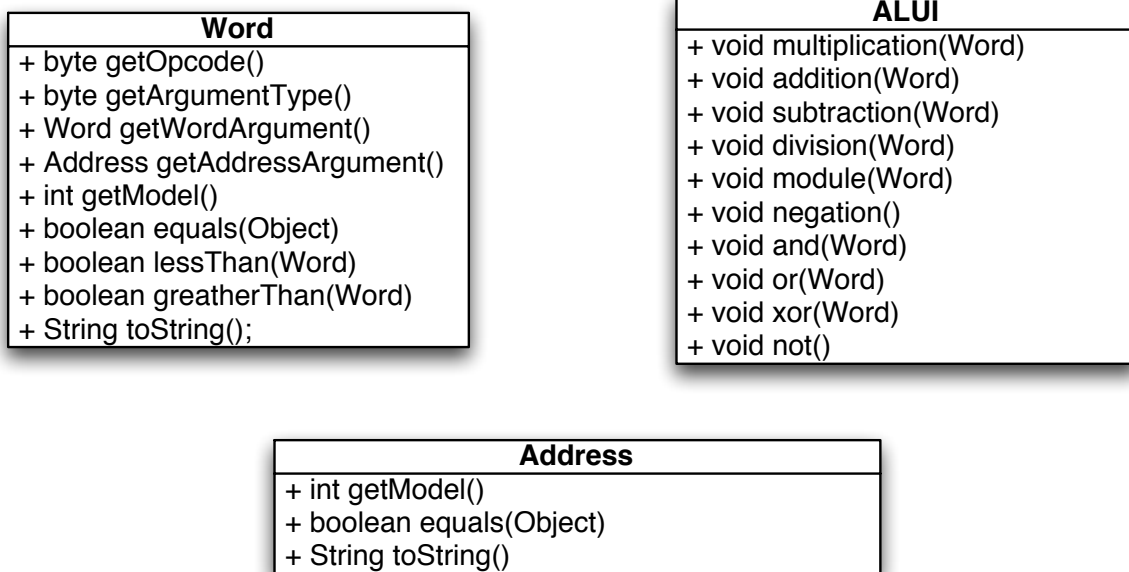 Word
+ byte getOpcode()
+ byte getArgumentType()
+ Word getWordArgument()
+ Address getAddressArgument()
+ int getModel()
+ boolean equals(Object)
+ boolean lessThan(Word)
+ boolean greatherThan(Word)
+ String toString();
ALUI
+ void multiplication(Word)
+ void addition(Word)
+ void subtraction(Word)
+ void division(Word)
+ void module(Word)
+ void negation()
+ void and(Word)
+ void or(Word)
+ void xor(Word)
+ void not()
Address
+ int getModel()
+ boolean equals(Object)
+ String toString()